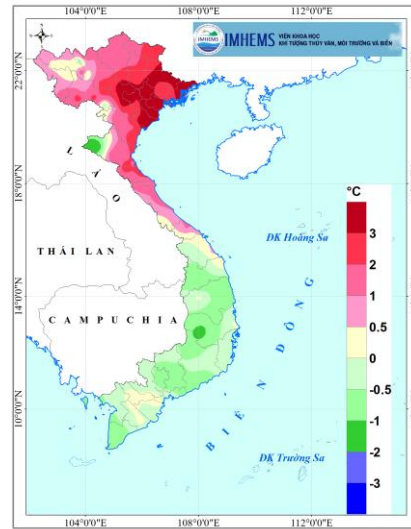 IMHEMS
VIỆN KHOA HỌC
KHÍ TƯỢNG THỦY VĂN, MÔI TRƯỜNG VÀ BIỂN
104°0'0"E
108°0'0"E
112°0'0"E
22°0'0"N
18°0'0"N
14°0'0"N
10°0'0"N
LÀO
THÁI LAN
CAMPUCHIA
ĐK Hoàng Sa
BIỂN ĐÔNG
ĐK Trường Sa
°C
3
2
1
0.5
0
-0.5
-1
-2
-3
104°0'0"E
108°0'0"E
112°0'0"E